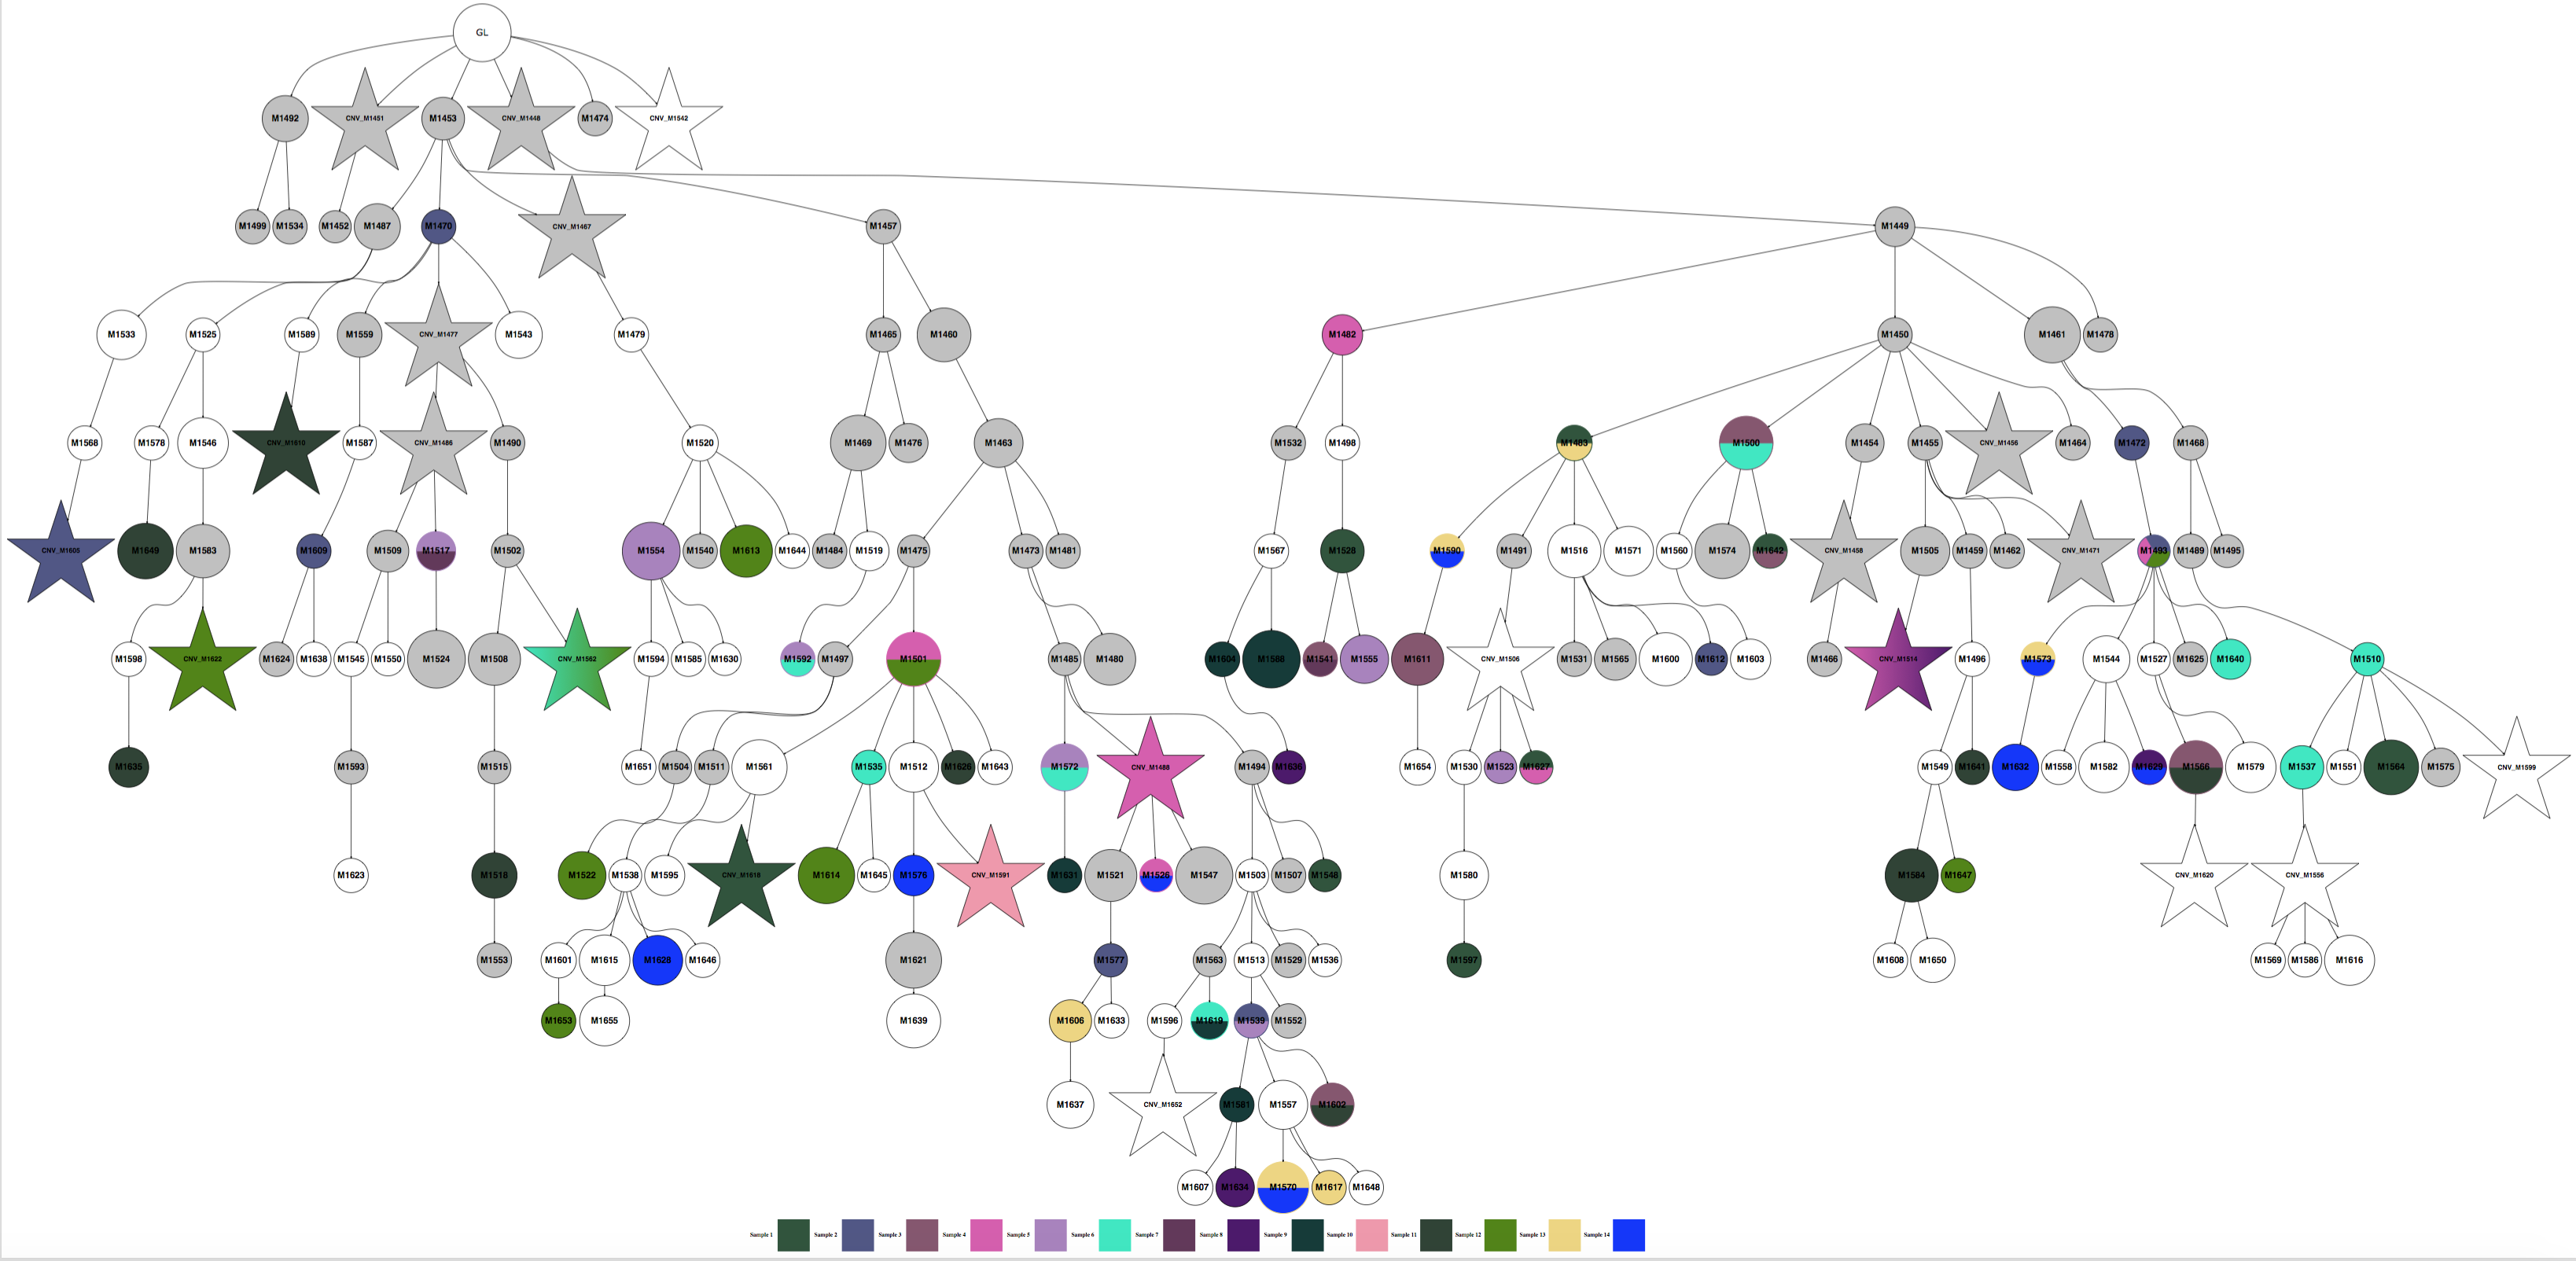 GL
M1492 CNV_M1451 M1453 CNV_M1448 M1474 CNV_M1542
M1499 M1534 M1452 M1487 M1470 CNV_M1467 M1457 M1449
M1533 M1525 M1589 M1559 CNV_M1477 M1543 M1479 M1465 M1460 M1482 M1450 M1461 M1478
M1568 M1578 M1546 CNV_M1610 M1587 CNV_M1486 M1490 M1520 M1469 M1476 M1463 M1532 M1498 M1483 M1500 M1454 M1455 CNV_M1456 M1464 M1472 M1468
CNV_M1605 M1649 M1583 M1609 M1509 M1517 M1502 M1554 M1540 M1613 M1644 M1484 M1519 M1475 M1473 M1481 M1567 M1528 M1590 M1491 M1516 M1571 M1560 M1574 M1642 CNV_M1458 M1505 M1459 M1462 CNV_M1471 M1493 M1489 M1495
M1598 CNV_M1622 M1624 M1638 M1545 M1550 M1524 M1508 CNV_M1562 M1594 M1585 M1630 M1592 M1497 M1501 M1485 M1480 M1604 M1588 M1541 M1555 M1611 CNV_M1506 M1531 M1565 M1600 M1612 M1603 M1466 CNV_M1514 M1496 M1573 M1544 M1527 M1625 M1640 M1510
M1635 M1593 M1515 M1651 M1504 M1511 M1561 M1535 M1512 M1626 M1643 M1572 CNV_M1488 M1494 M1636 M1654 M1530 M1523 M1627 M1549 M1641 M1632 M1558 M1582 M1629 M1566 M1579 M1537 M1551 M1564 M1575 CNV_M1599
M1623 M1518 M1522 M1538 M1595 CNV_M1618 M1614 M1645 M1576 CNV_M1591 M1631 M1521 M1526 M1547 M1503 M1507 M1548 M1580 M1584 M1647 CNV_M1620 CNV_M1556
M1553 M1601 M1615 M1628 M1646 M1621 M1577 M1563 M1513 M1529 M1536 M1597 M1608 M1650 M1569 M1586 M1616
M1653 M1655 M1639 M1606 M1633 M1596 M1619 M1539 M1552
M1637 CNV_M1652 M1581 M1557 M1602
M1607 M1634 M1570 M1617 M1648
Sample 1 Sample 2 Sample 3 Sample 4 Sample 5 Sample 6 Sample 7 Sample 8 Sample 9 Sample 10 Sample 11 Sample 12 Sample 13 Sample 14